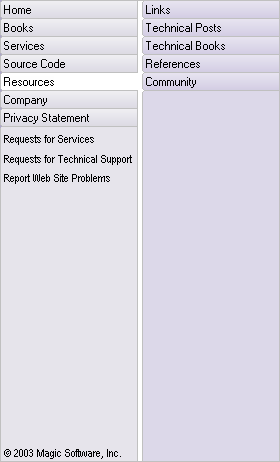 Home
Books
Services
Source Code
Resources
Company
Privacy Statement
Requests for Services
Requests for Technical Support
Report Web Site Problems
© 2003 Magic Software, Inc.
Links
Technical Posts
Technical Books
References
Community